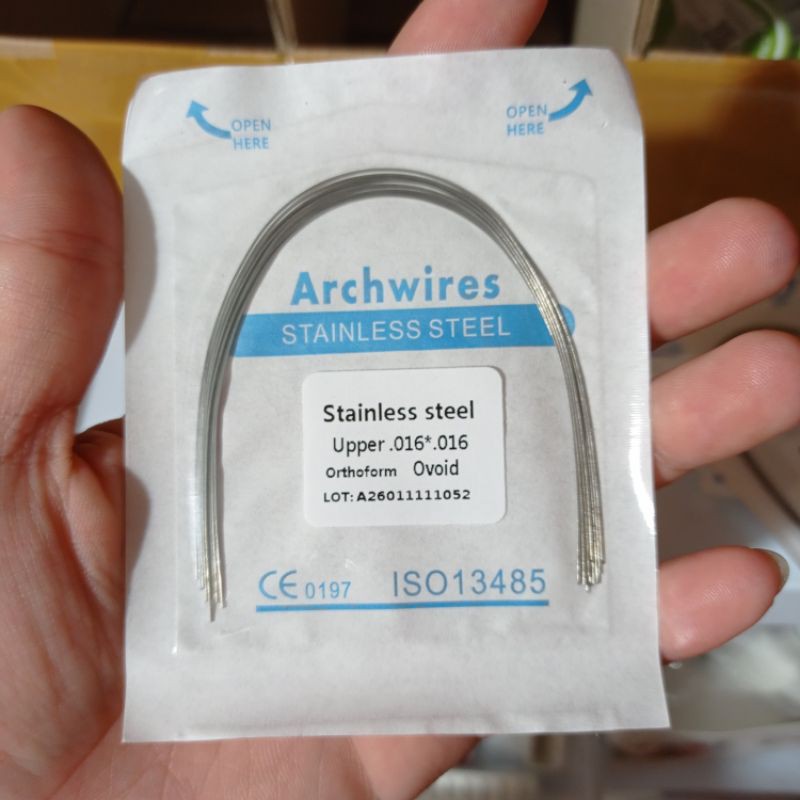 OPEN
HERE
OPEN
HERE
Archwires
STAINLESS STEEL
Stainless steel
Upper .016*.016
Orthoform Ovoid
LOT: A26011111052
CE 0197 ISO13485